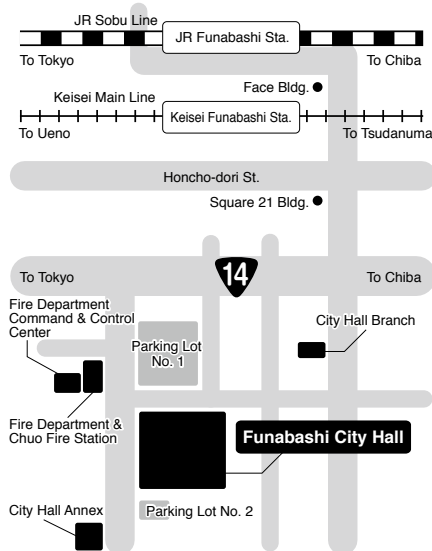 JR Sobu Line
JR Funabashi Sta.
To Tokyo
To Chiba
Face Bldg.
Keisei Main Line
Keisei Funabashi Sta.
To Ueno
To Tsudanuma
Honcho-dori St.
Square 21 Bldg.
14
To Tokyo
To Chiba
Fire Department
Command & Control
Center
City Hall Branch
Parking Lot
No. 1
Fire Department &
Chuo Fire Station
Funabashi City Hall
City Hall Annex
Parking Lot No. 2